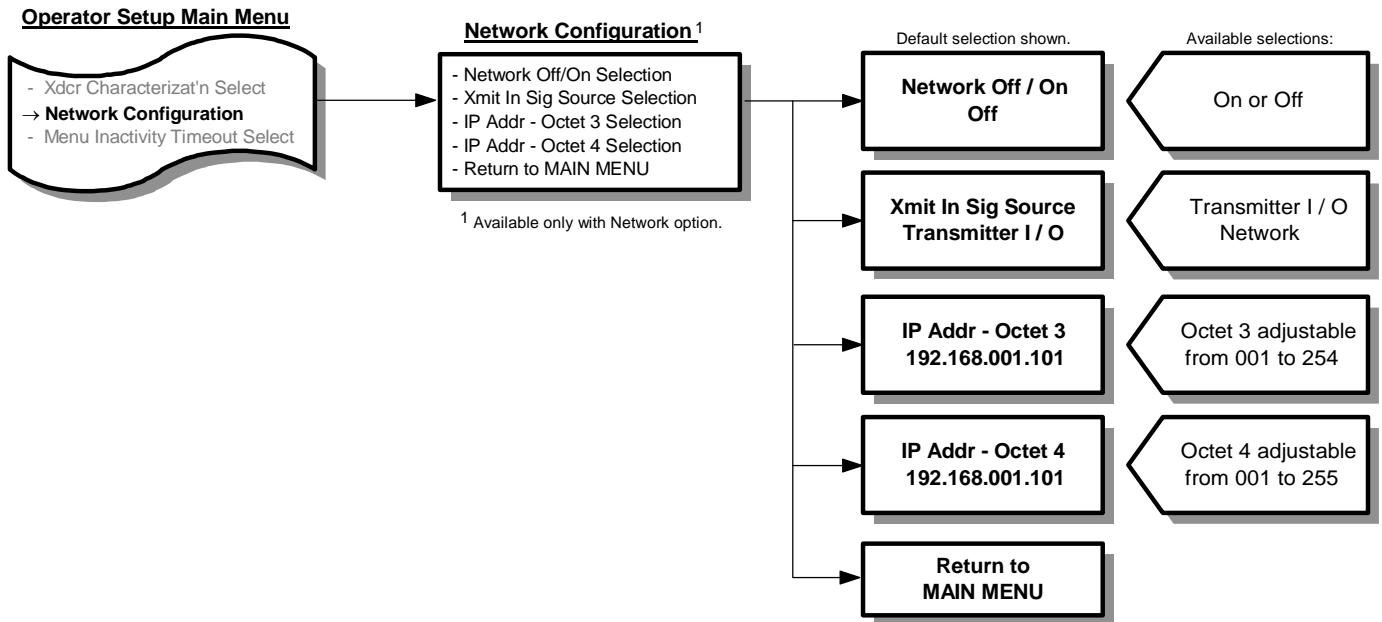 Operator Setup Main Menu
- Xdcr Characterizat'n Select
→ Network Configuration
- Menu Inactivity Timeout Select
Network Configuration 1
- Network Off/On Selection
- Xmit In Sig Source Selection
- IP Addr - Octet 3 Selection
- IP Addr - Octet 4 Selection
- Return to MAIN MENU
1 Available only with Network option.
Default selection shown.
Available selections:
Network Off / On
Off
On or Off
Xmit In Sig Source
Transmitter I / O
Transmitter I / O
Network
IP Addr - Octet 3
192.168.001.101
Octet 3 adjustable
from 001 to 254
IP Addr - Octet 4
192.168.001.101
Octet 4 adjustable
from 001 to 255
Return to
MAIN MENU